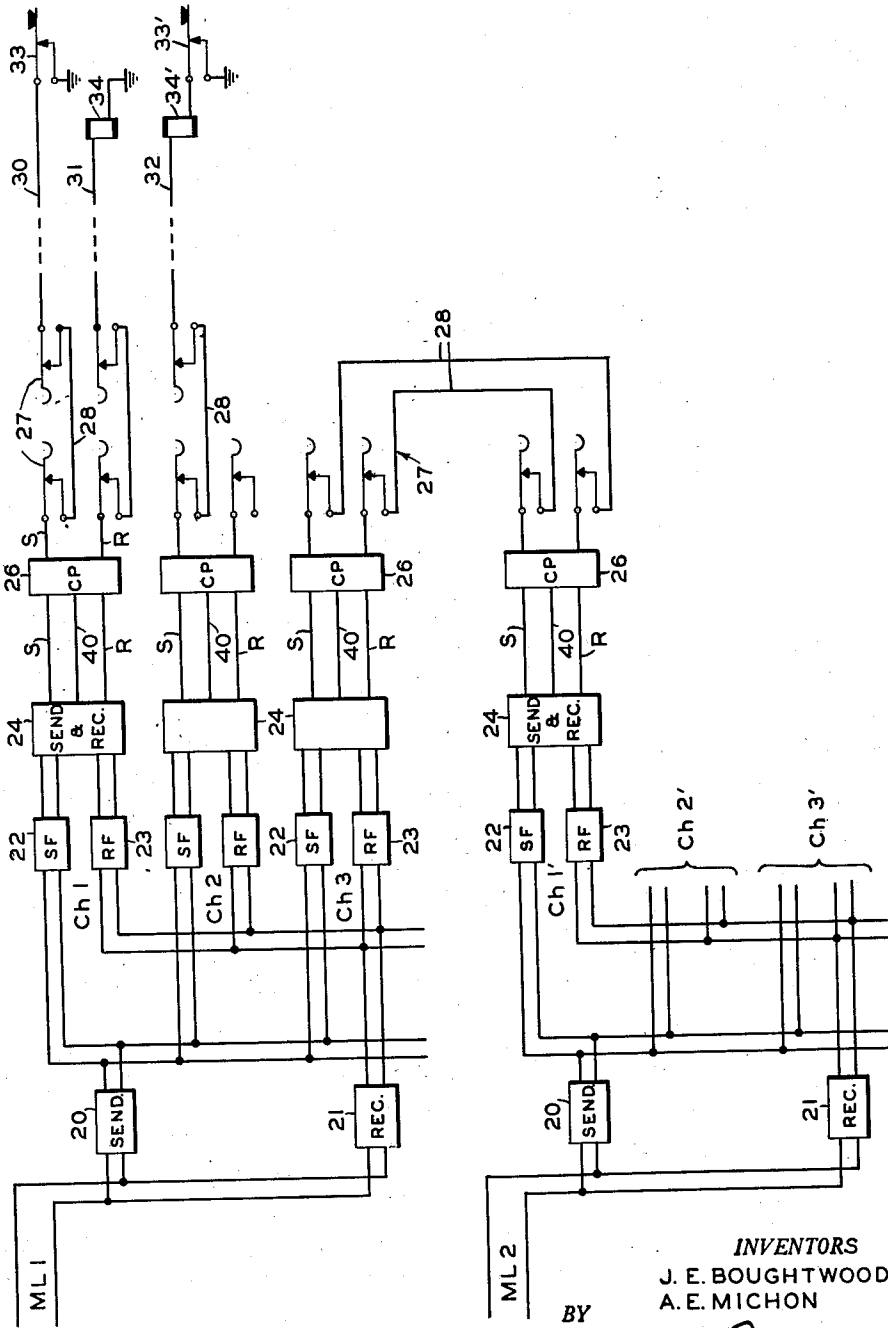 33
30
34
31
33'
34'
32
27
28
28
28
27
26
S
R
CP
S
40'
R
24
SEND & REC.
22
SF
RF
23
Ch 1
CP
S
40'
R
24
SF
RF
Ch 2
26
CP
S
40'
R
22
SF
RF
23
Ch 3
20
SEND
21
REC.
ML 1
26
CP
S
40'
R
24
SEND & REC.
22
SF
RF
23
Ch 1'
Ch 2'
Ch 3'
20
SEND
21
REC.
ML 2
INVENTORS
J. E. BOUGHTWOOD
A. E. MICHON
BY